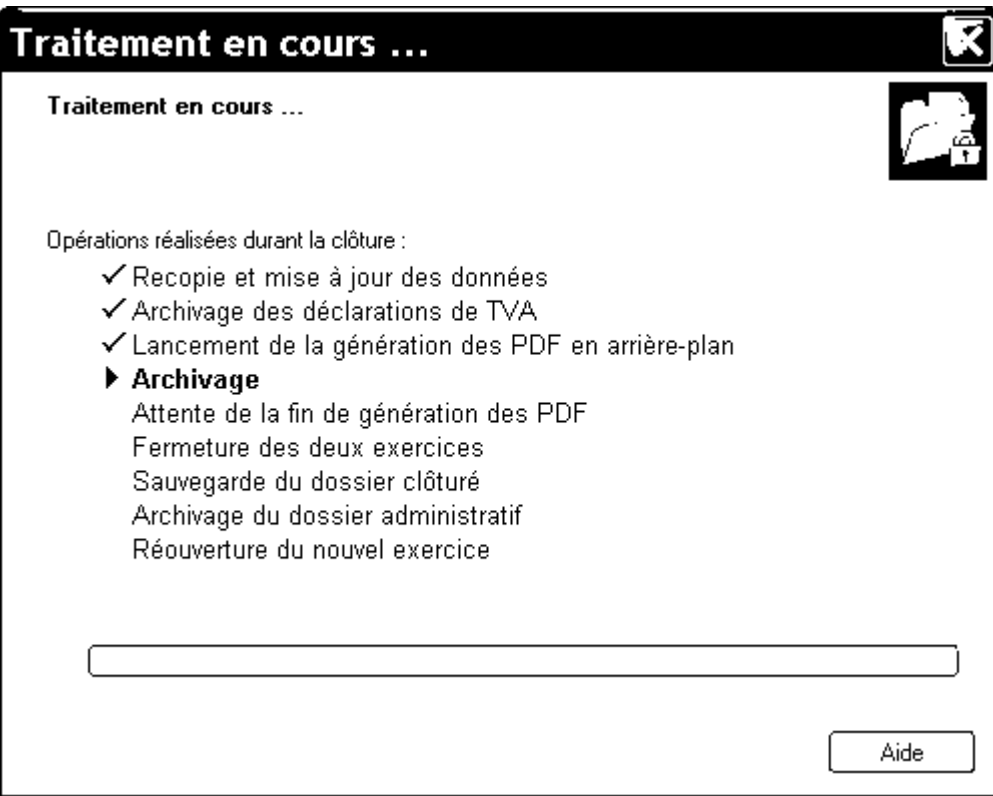 Traitement en cours ...
Traitement en cours ...
Opérations réalisées durant la clôture :
Recopie et mise à jour des données
Archivage des déclarations de TVA
Lancement de la génération des PDF en arrière-plan
Archivage
Attente de la fin de génération des PDF
Fermeture des deux exercices
Sauvegarde du dossier clôturé
Archivage du dossier administratif
Réouverture du nouvel exercice
Aide